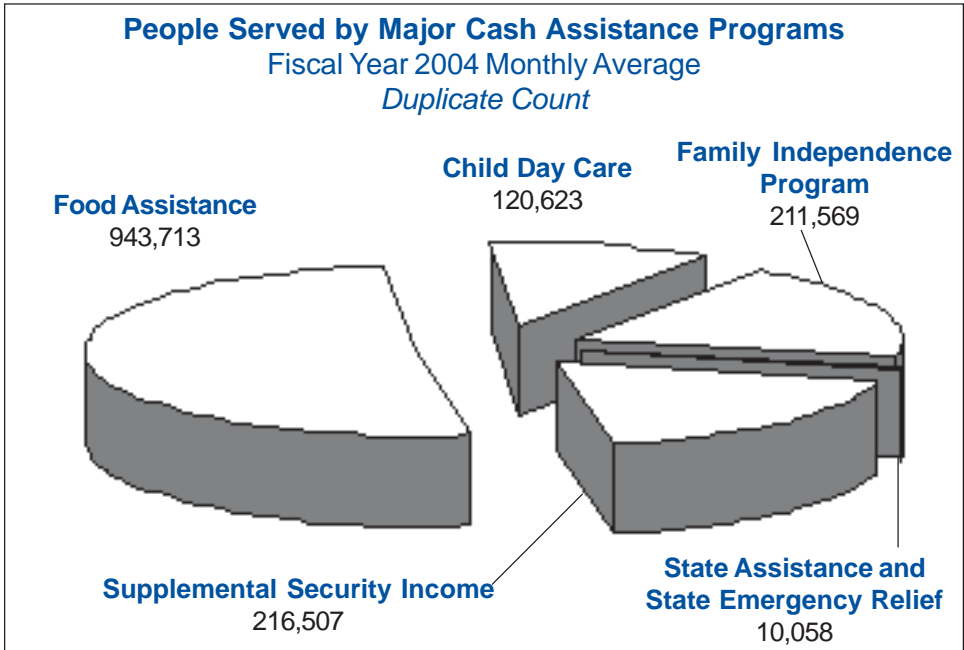 People Served by Major Cash Assistance Programs
Fiscal Year 2004 Monthly Average
Duplicate Count
Food Assistance
943,713
Child Day Care
120,623
Family Independence
Program
211,569
Supplemental Security Income
216,507
State Assistance and
State Emergency Relief
10,058